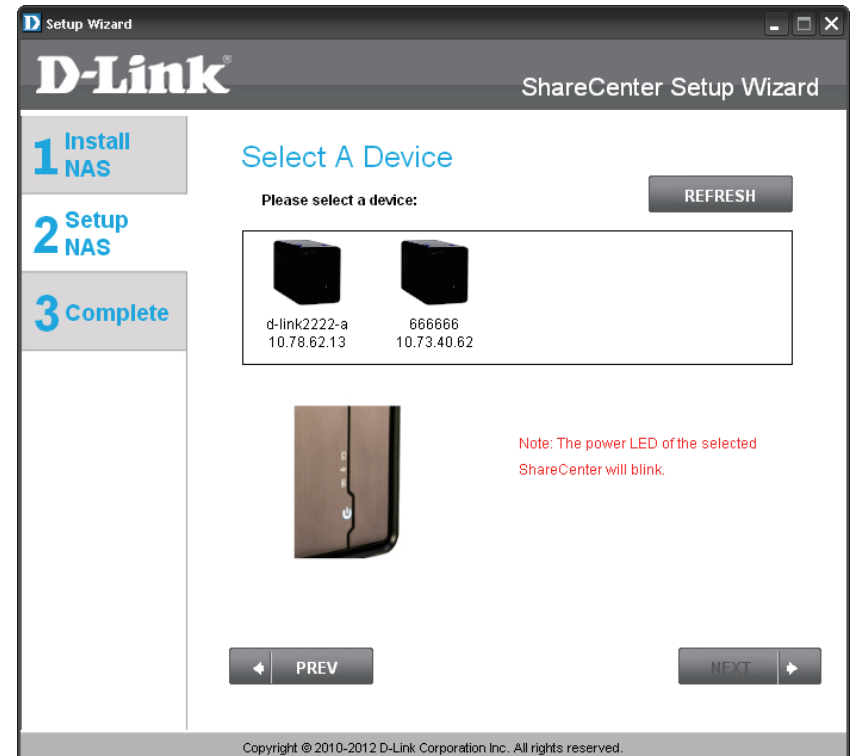 Setup Wizard
D-Link®
ShareCenter Setup Wizard
1 Install
NAS
2 Setup
NAS
3 Complete
Select A Device
Please select a device:
REFRESH
d-link2222-a
10.78.62.13
666666
10.73.40.62
Note: The power LED of the selected
ShareCenter will blink.
PREV
NEXT
Copyright © 2010-2012 D-Link Corporation Inc. All rights reserved.